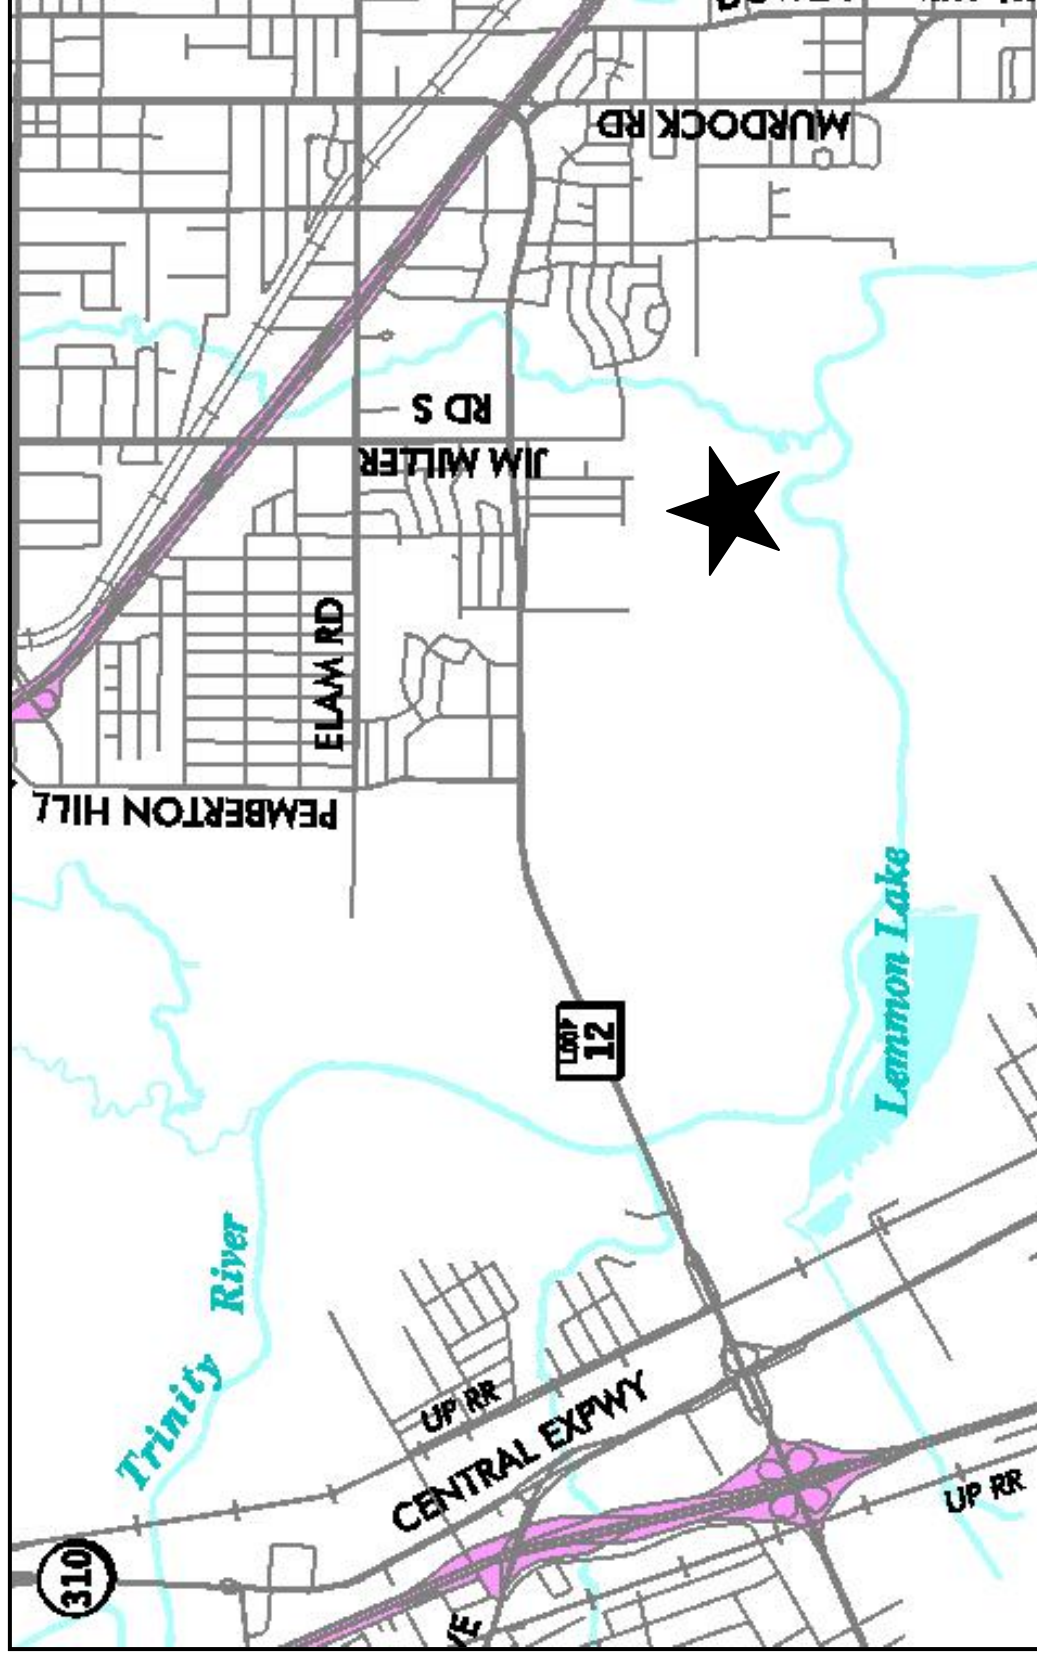 MURDOCK RD
JIM MILLER
RD S
ELAM RD
PEMBERTON HILL
LOOP
12
Lemmon Lake
Trinity
River
UP RR
CENTRAL EXPWY
UP RR
310